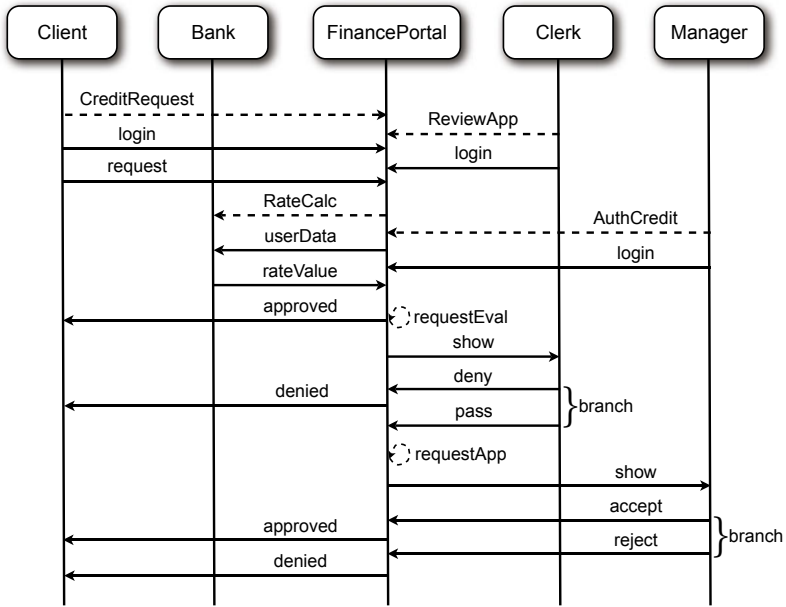 Client Bank FinancePortal Clerk Manager
CreditRequest
ReviewApp
login
login
request
RateCalc
AuthCredit
userData
login
rateValue
approved
requestEval
show
deny
denied
branch
pass
requestApp
show
accept
approved
branch
reject
denied